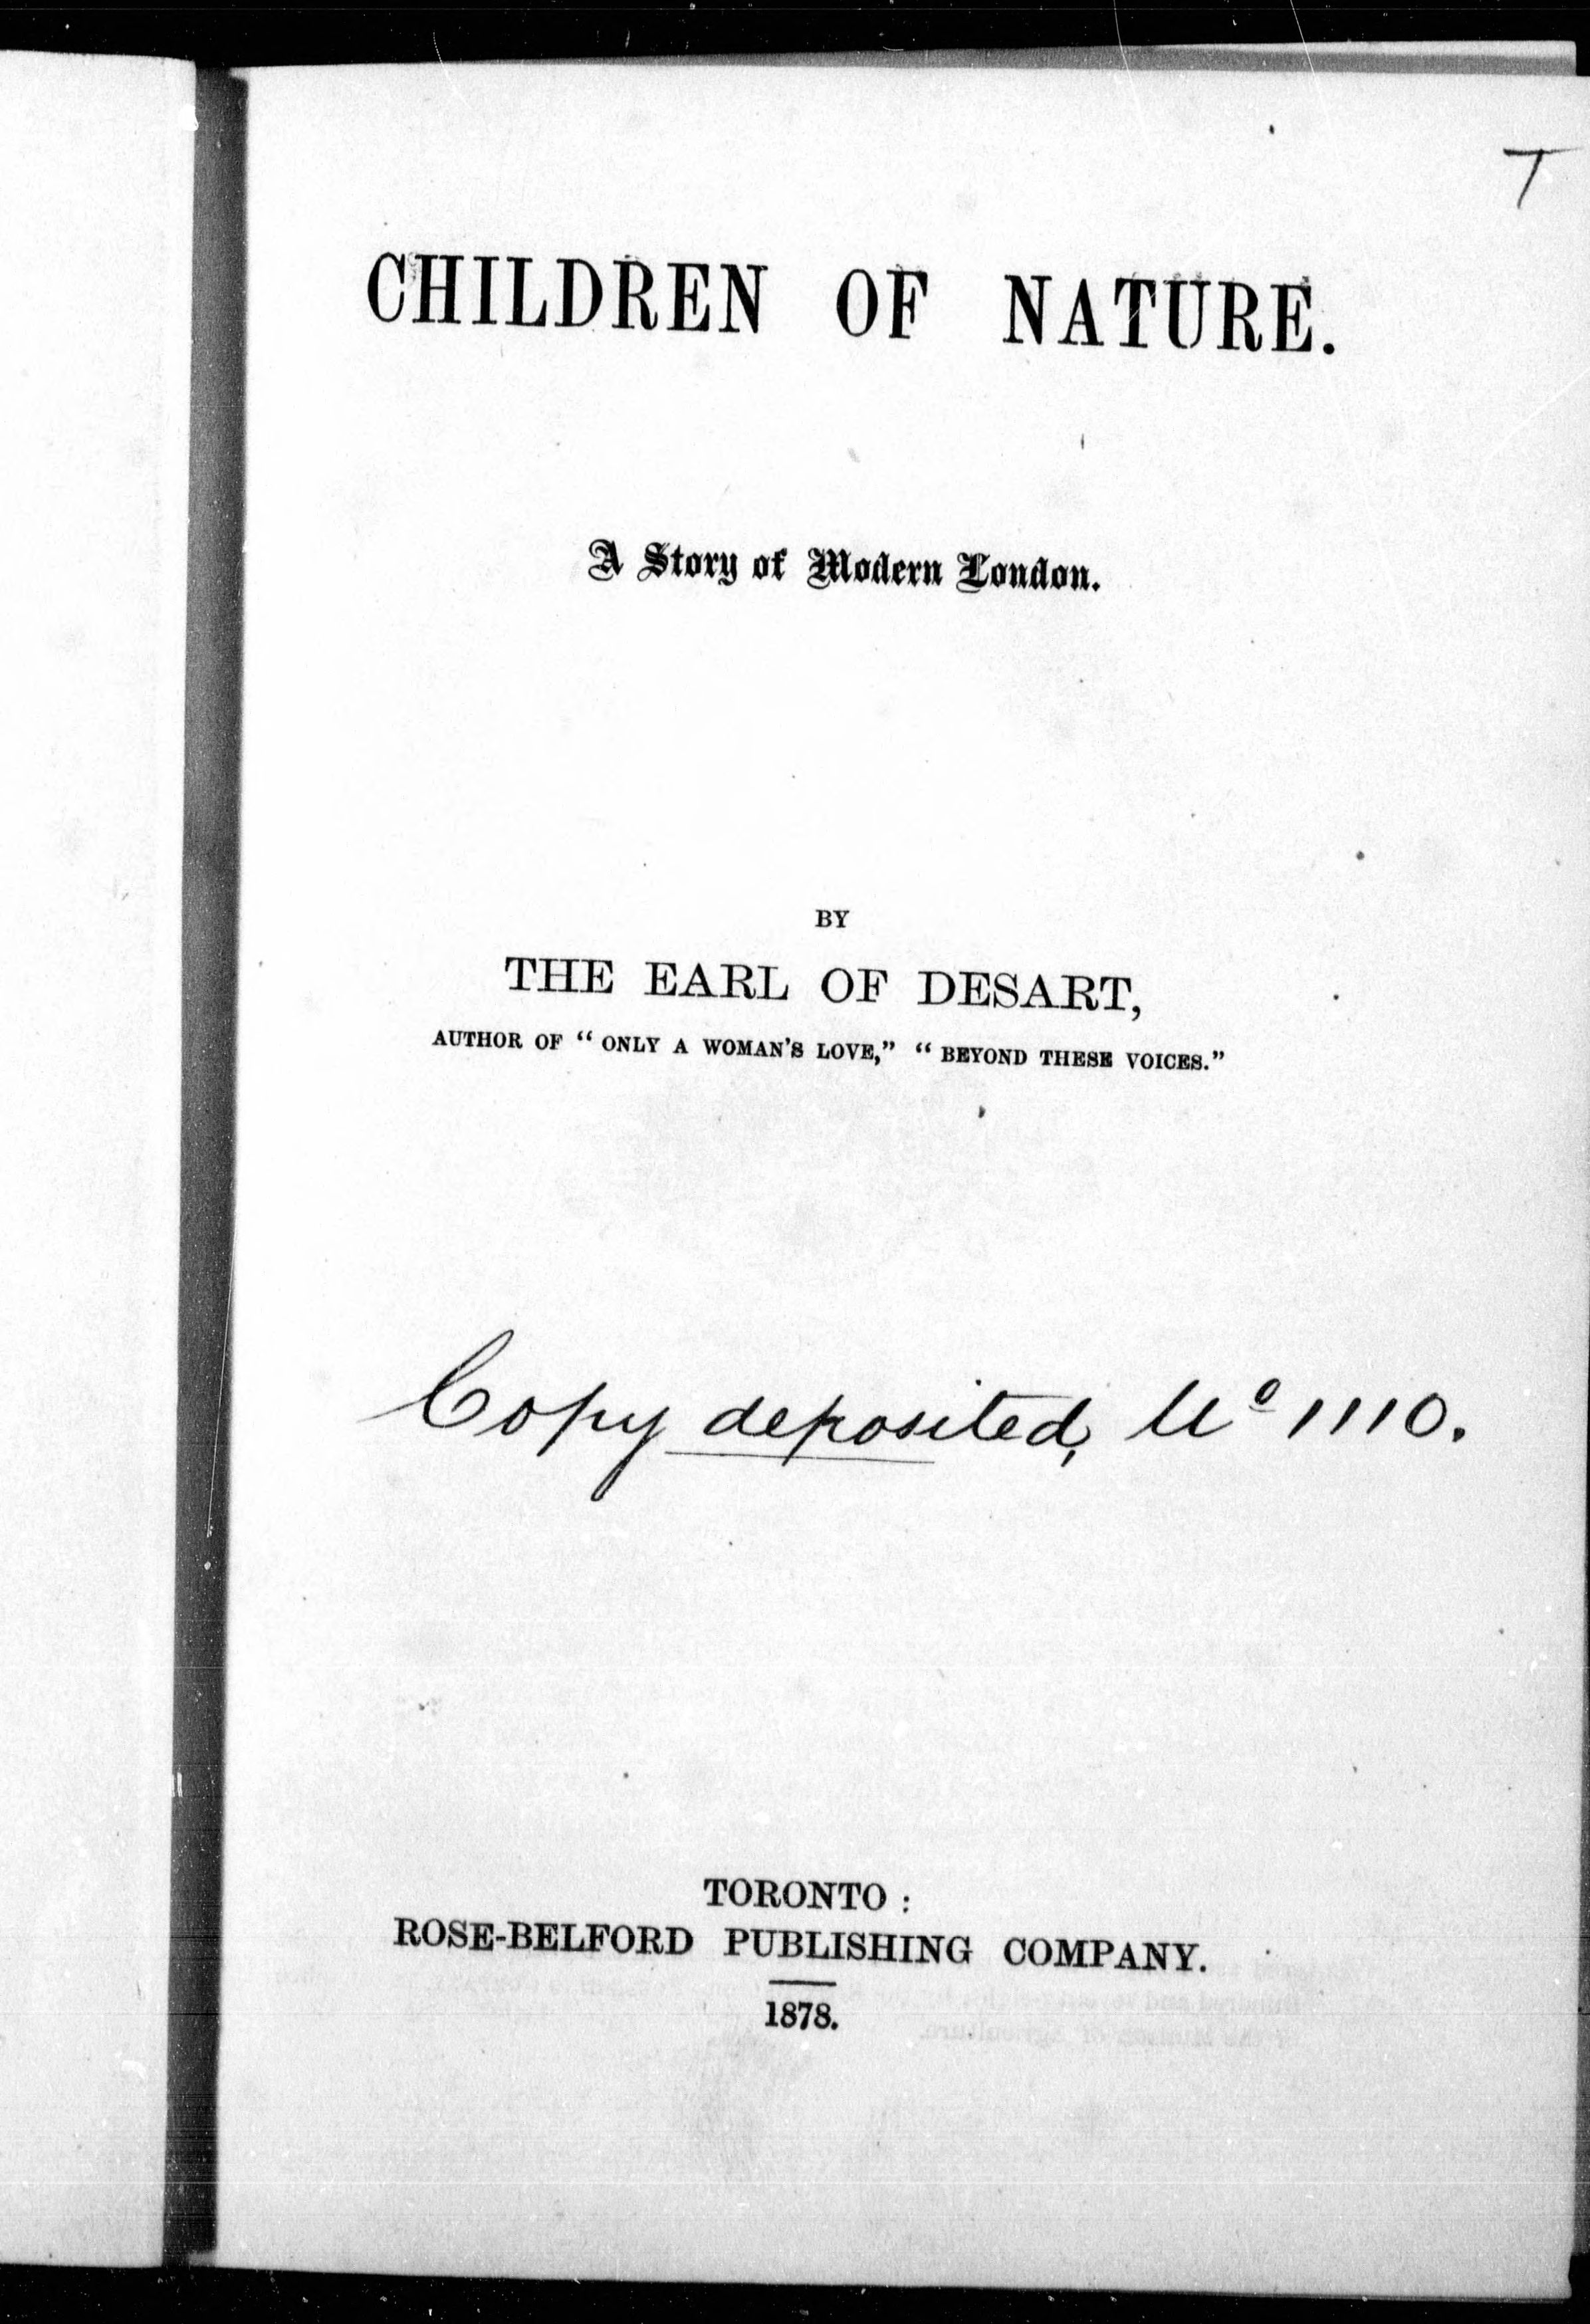 T
CHILDREN OF NATURE.
A Story of Modern London.
BY
THE EARL OF DESART,
AUTHOR OF “ ONLY A WOMAN'S LOVE,” “ BEYOND THESE VOICES.”
Copy deposited, No 1110.
TORONTO :
ROSE-BELFORD PUBLISHING COMPANY.
1878.